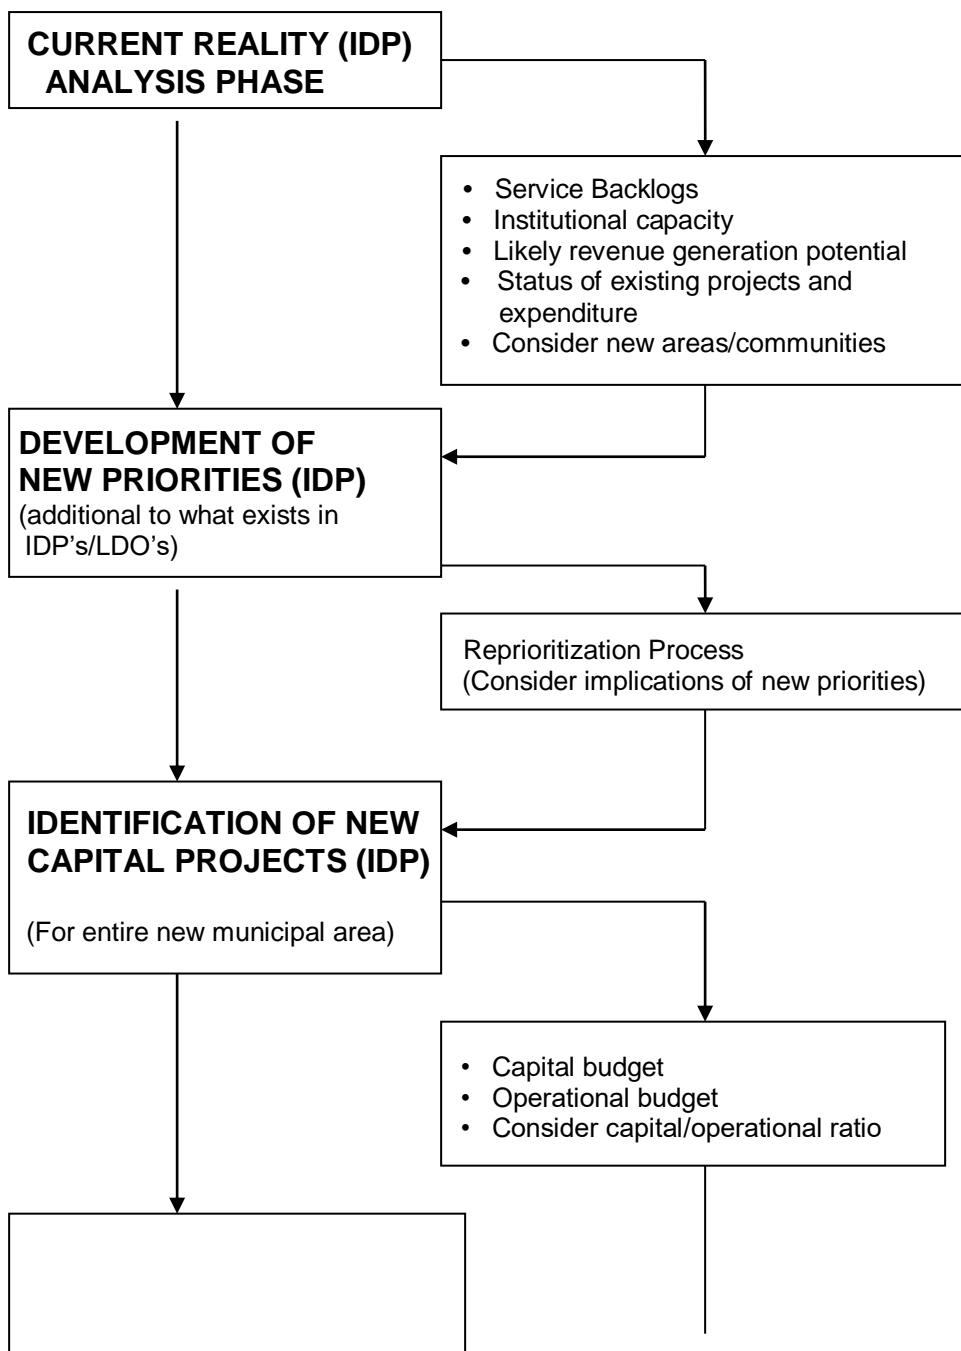 CURRENT REALITY (IDP)
ANALYSIS PHASE
• Service Backlogs
• Institutional capacity
• Likely revenue generation potential
• Status of existing projects and
expenditure
• Consider new areas/communities
DEVELOPMENT OF
NEW PRIORITIES (IDP)
(additional to what exists in
IDP’s/LDO’s)
Reprioritization Process
(Consider implications of new priorities)
IDENTIFICATION OF NEW
CAPITAL PROJECTS (IDP)
(For entire new municipal area)
• Capital budget
• Operational budget
• Consider capital/operational ratio